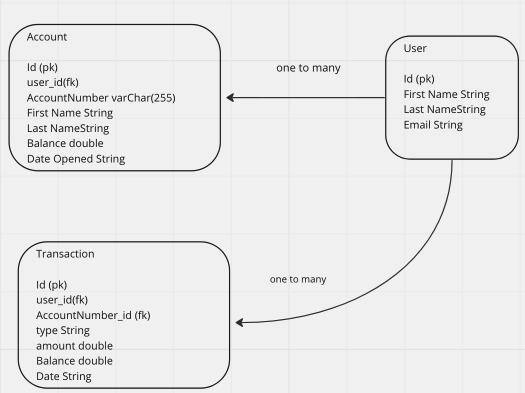 Account
Id (pk)
user_id(fk)
AccountNumber varChar(255)
First Name String
Last NameString
Balance double
Date Opened String
one to many
User
Id (pk)
First Name String
Last NameString
Email String
Transaction
Id (pk)
user_id(fk)
AccountNumber_id (fk)
type String
amount double
Balance double
Date String
one to many